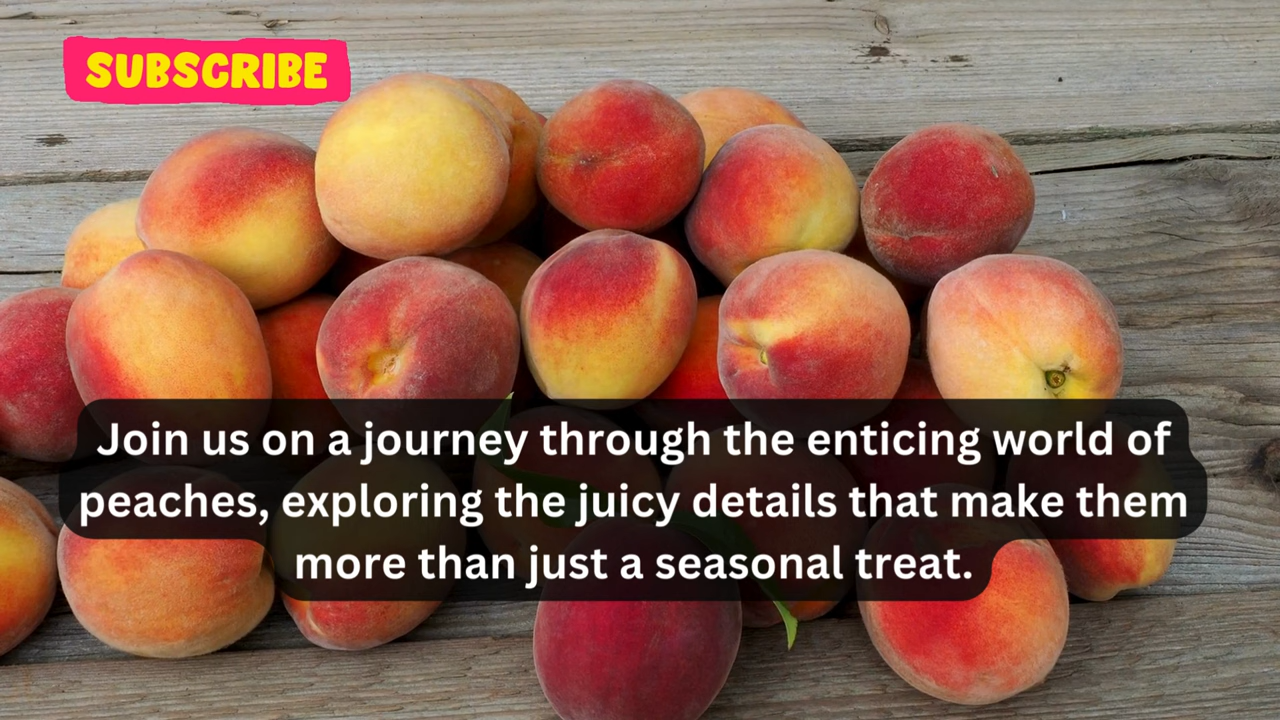 SUBSCRIBE
Join us on a journey through the enticing world of
peaches, exploring the juicy details that make them
more than just a seasonal treat.